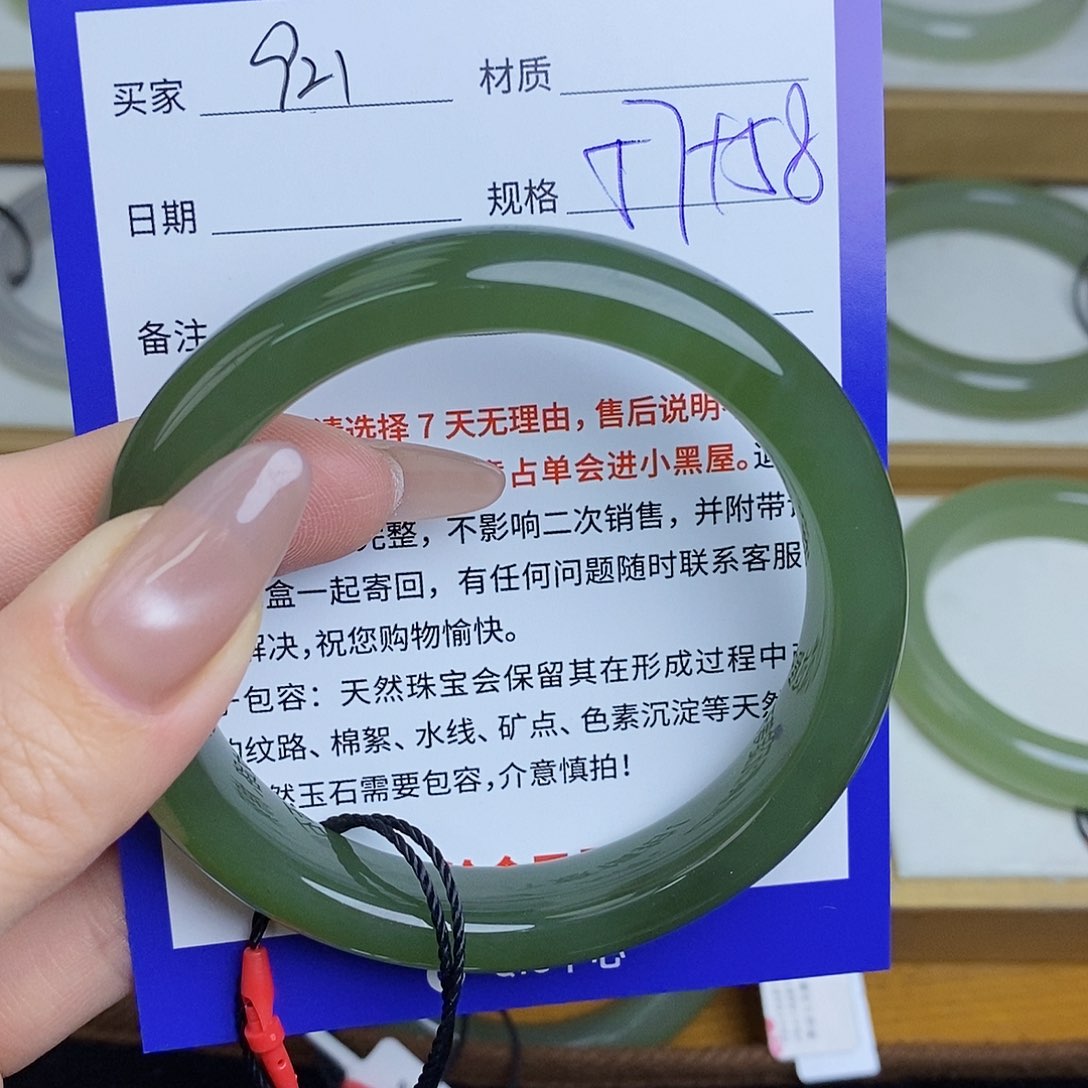 买家 921 材质
日期 规格 57+58
备注
请选择7天无理由，售后说明
占单会进小黑屋。
完整，不影响二次销售，并附带
盒一起寄回，有任何问题随时联系客服
解决，祝您购物愉快。
包容：天然珠宝会保留其在形成过程中
的纹路、棉絮、水线、矿点、色素沉淀等天然
然玉石需要包容，介意慎拍！